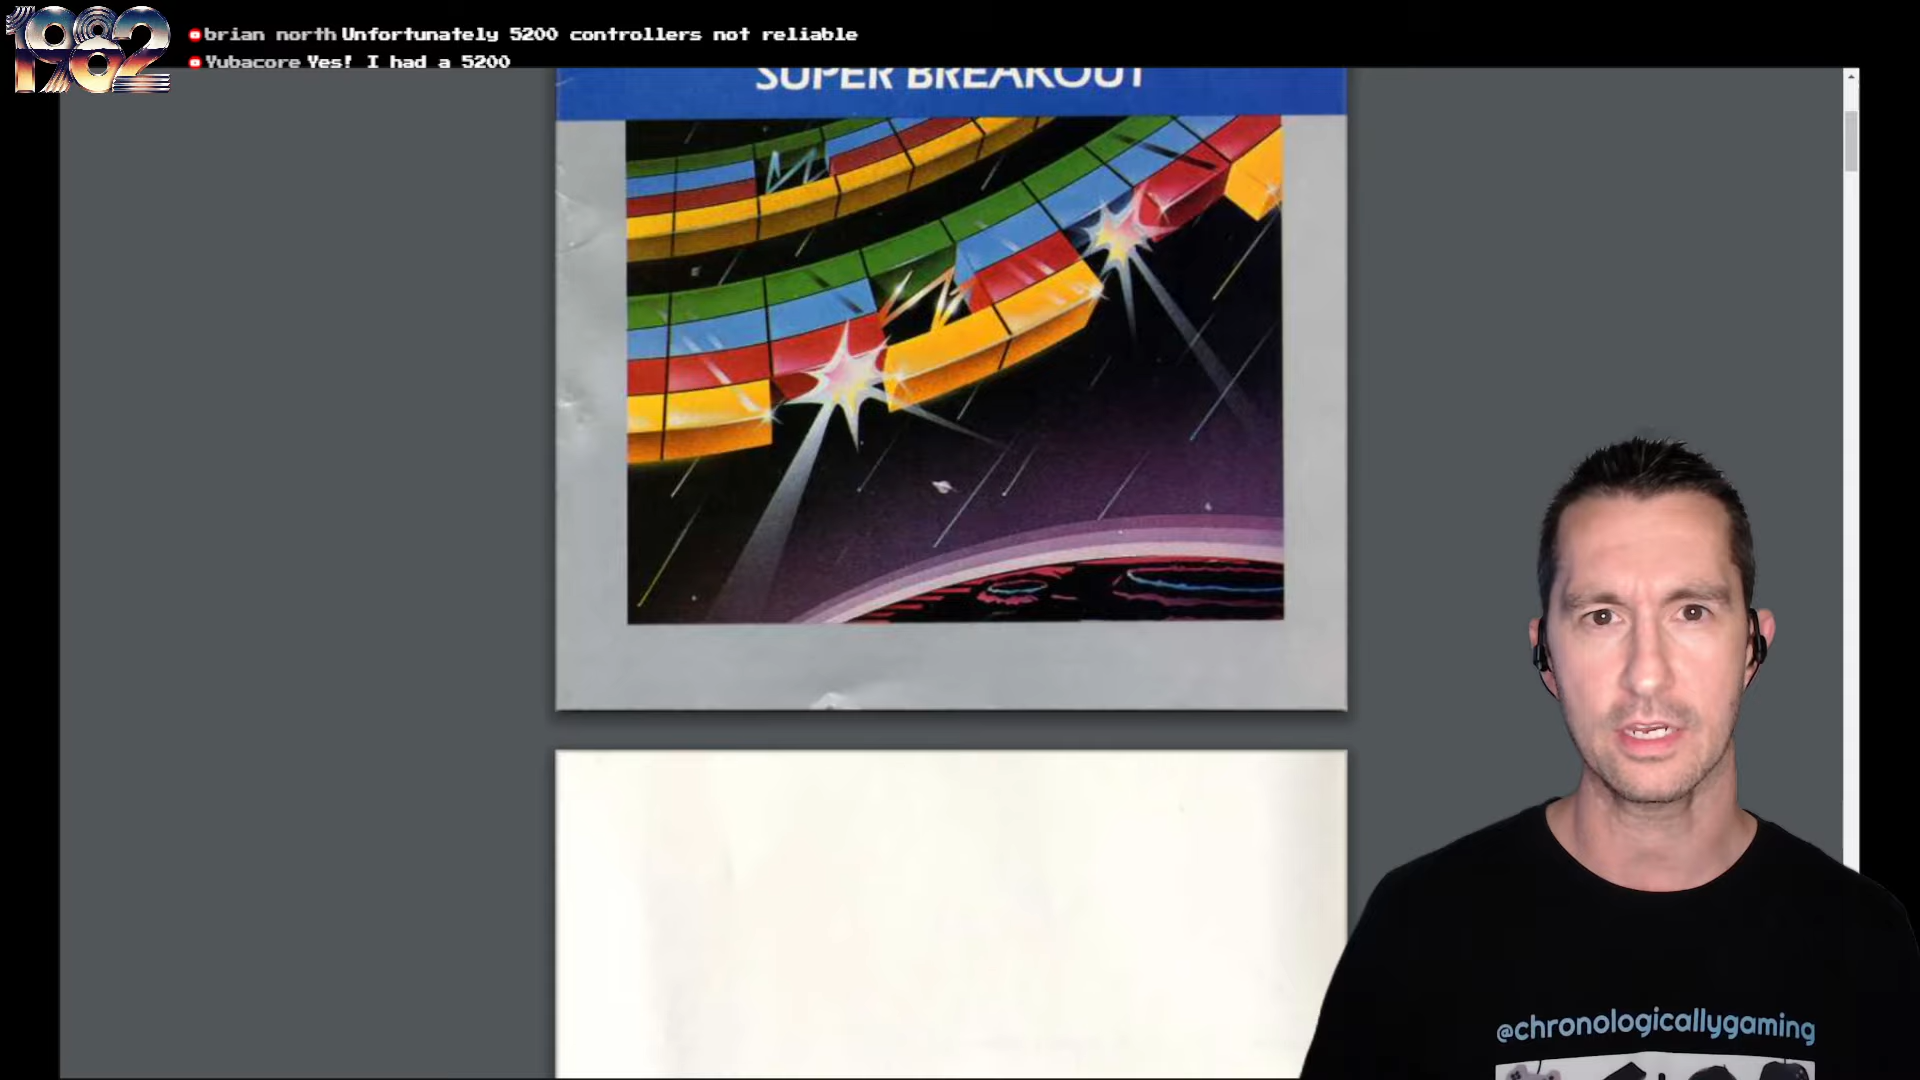 1982
brian north Unfortunately 5200 controllers not reliable
Yubacore Yes! I had a 5200
SUPER BREAKOUT
@chronologicallygaming